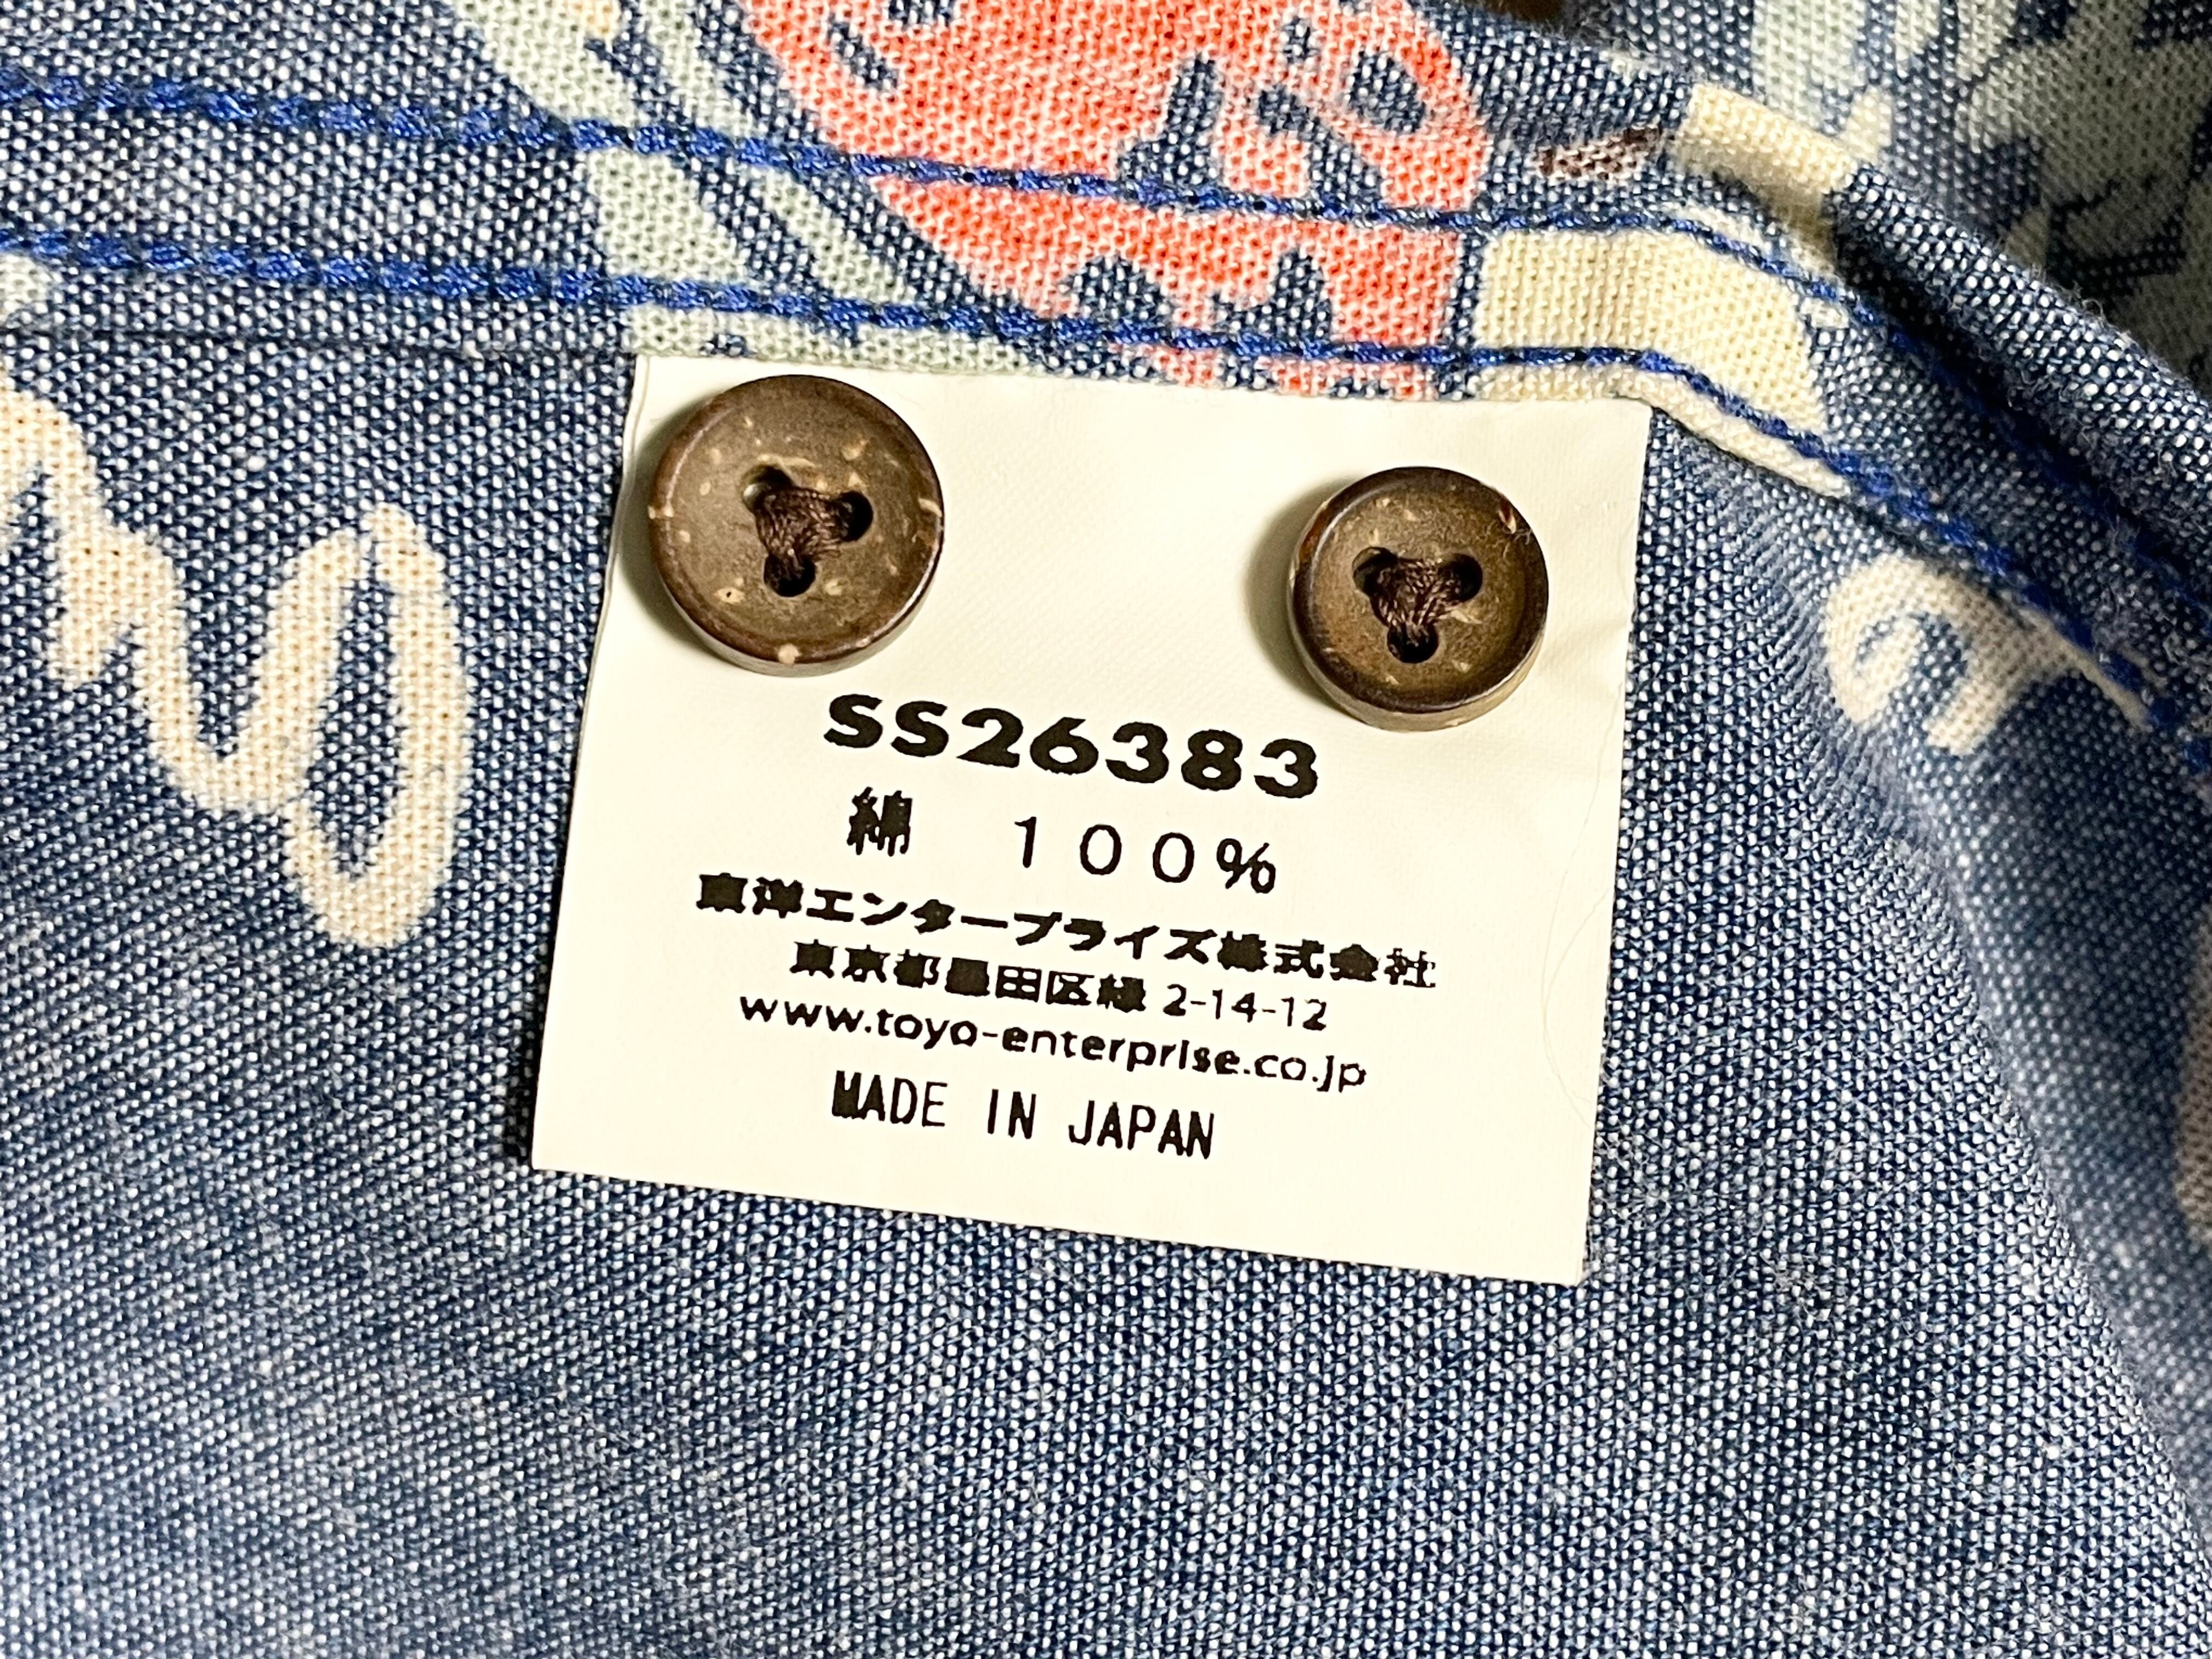 SS26383
綿　１００％
東洋エンタープライズ株式会社
東京都墨田区緑 2-14-12
www.toyo-enterprise.co.jp
MADE IN JAPAN